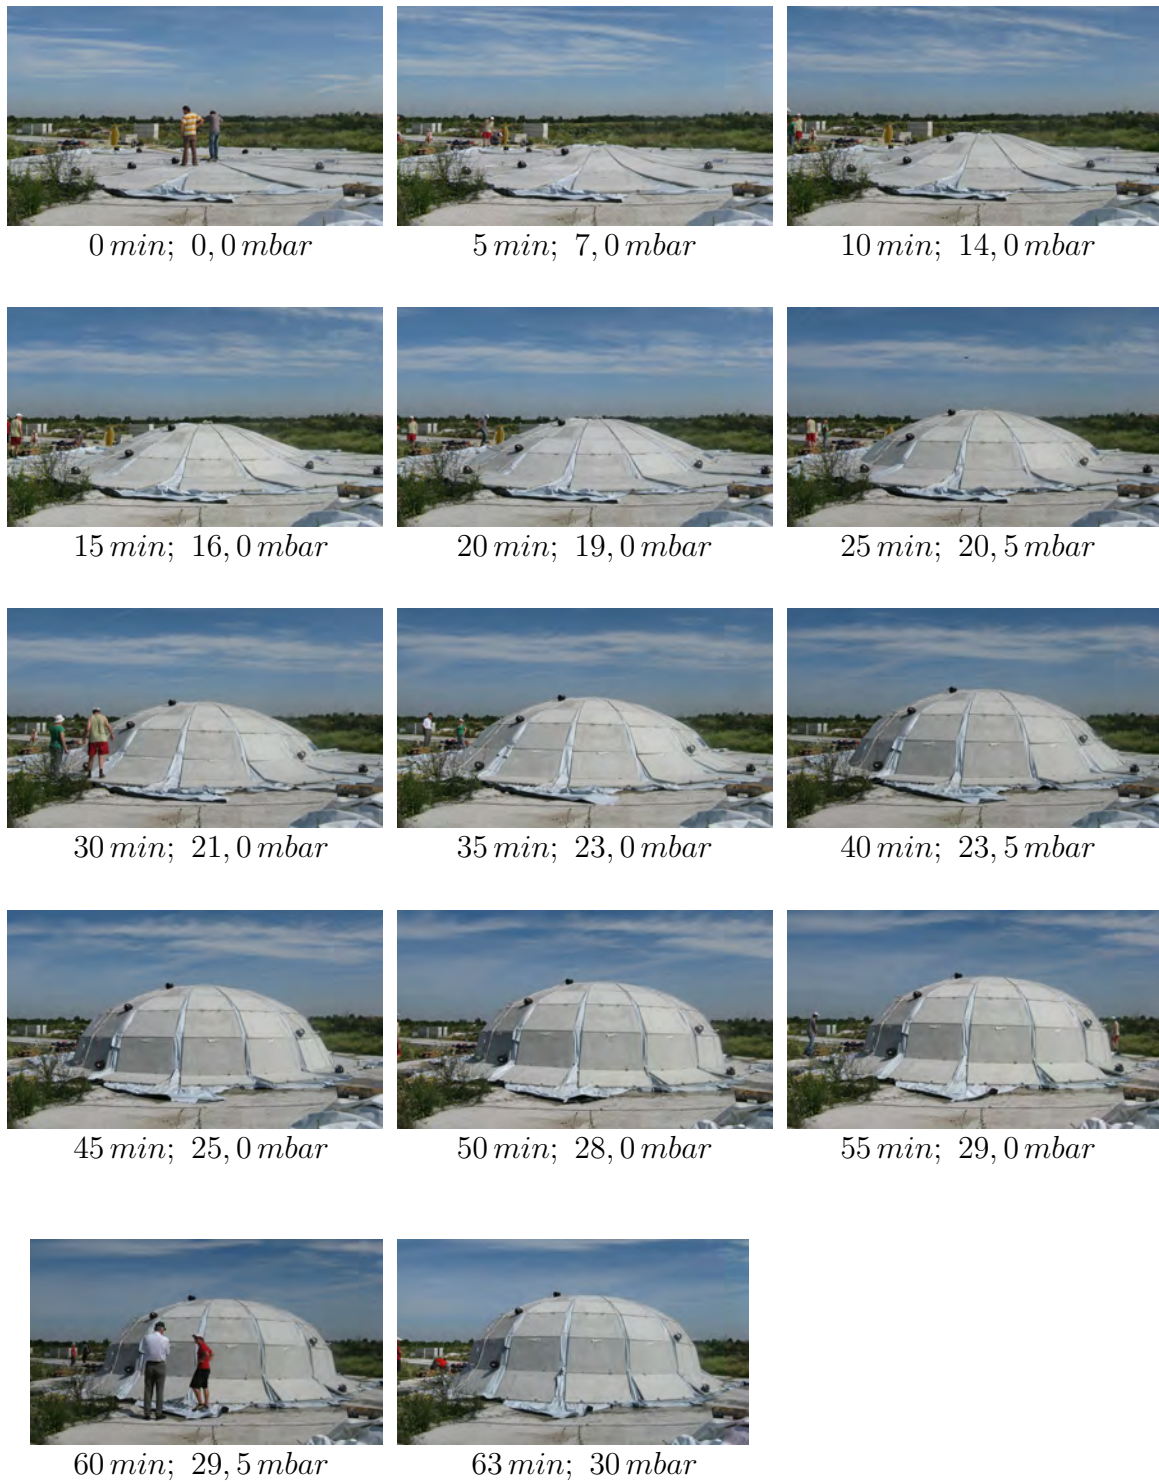 0 min; 0, 0 mbar
5 min; 7, 0 mbar
10 min; 14, 0 mbar
15 min; 16, 0 mbar
20 min; 19, 0 mbar
25 min; 20, 5 mbar
30 min; 21, 0 mbar
35 min; 23, 0 mbar
40 min; 23, 5 mbar
45 min; 25, 0 mbar
50 min; 28, 0 mbar
55 min; 29, 0 mbar
60 min; 29, 5 mbar
63 min; 30 mbar